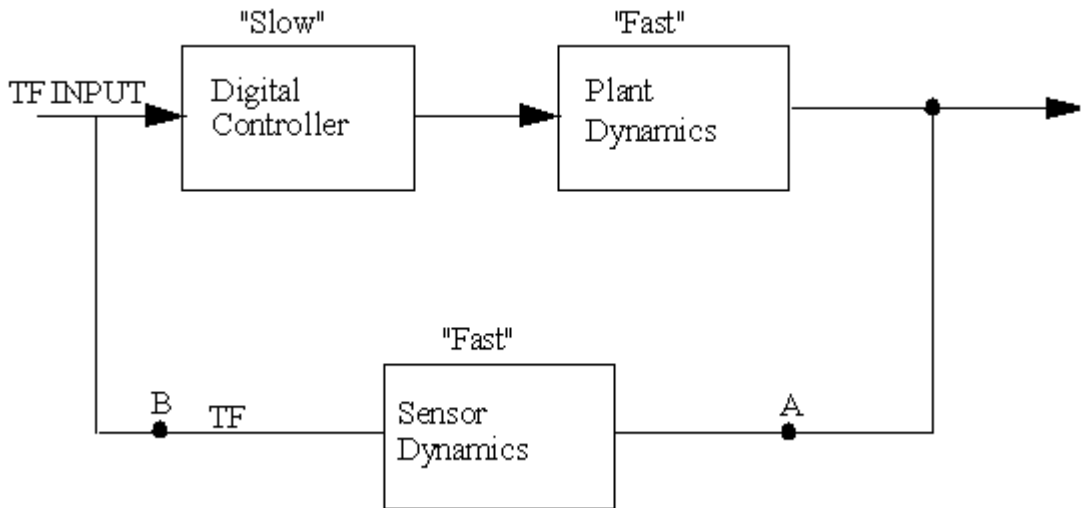 "Slow"
"Fast"
TF INPUT
Digital
Controller
Plant
Dynamics
"Fast"
B
TF
Sensor
Dynamics
A